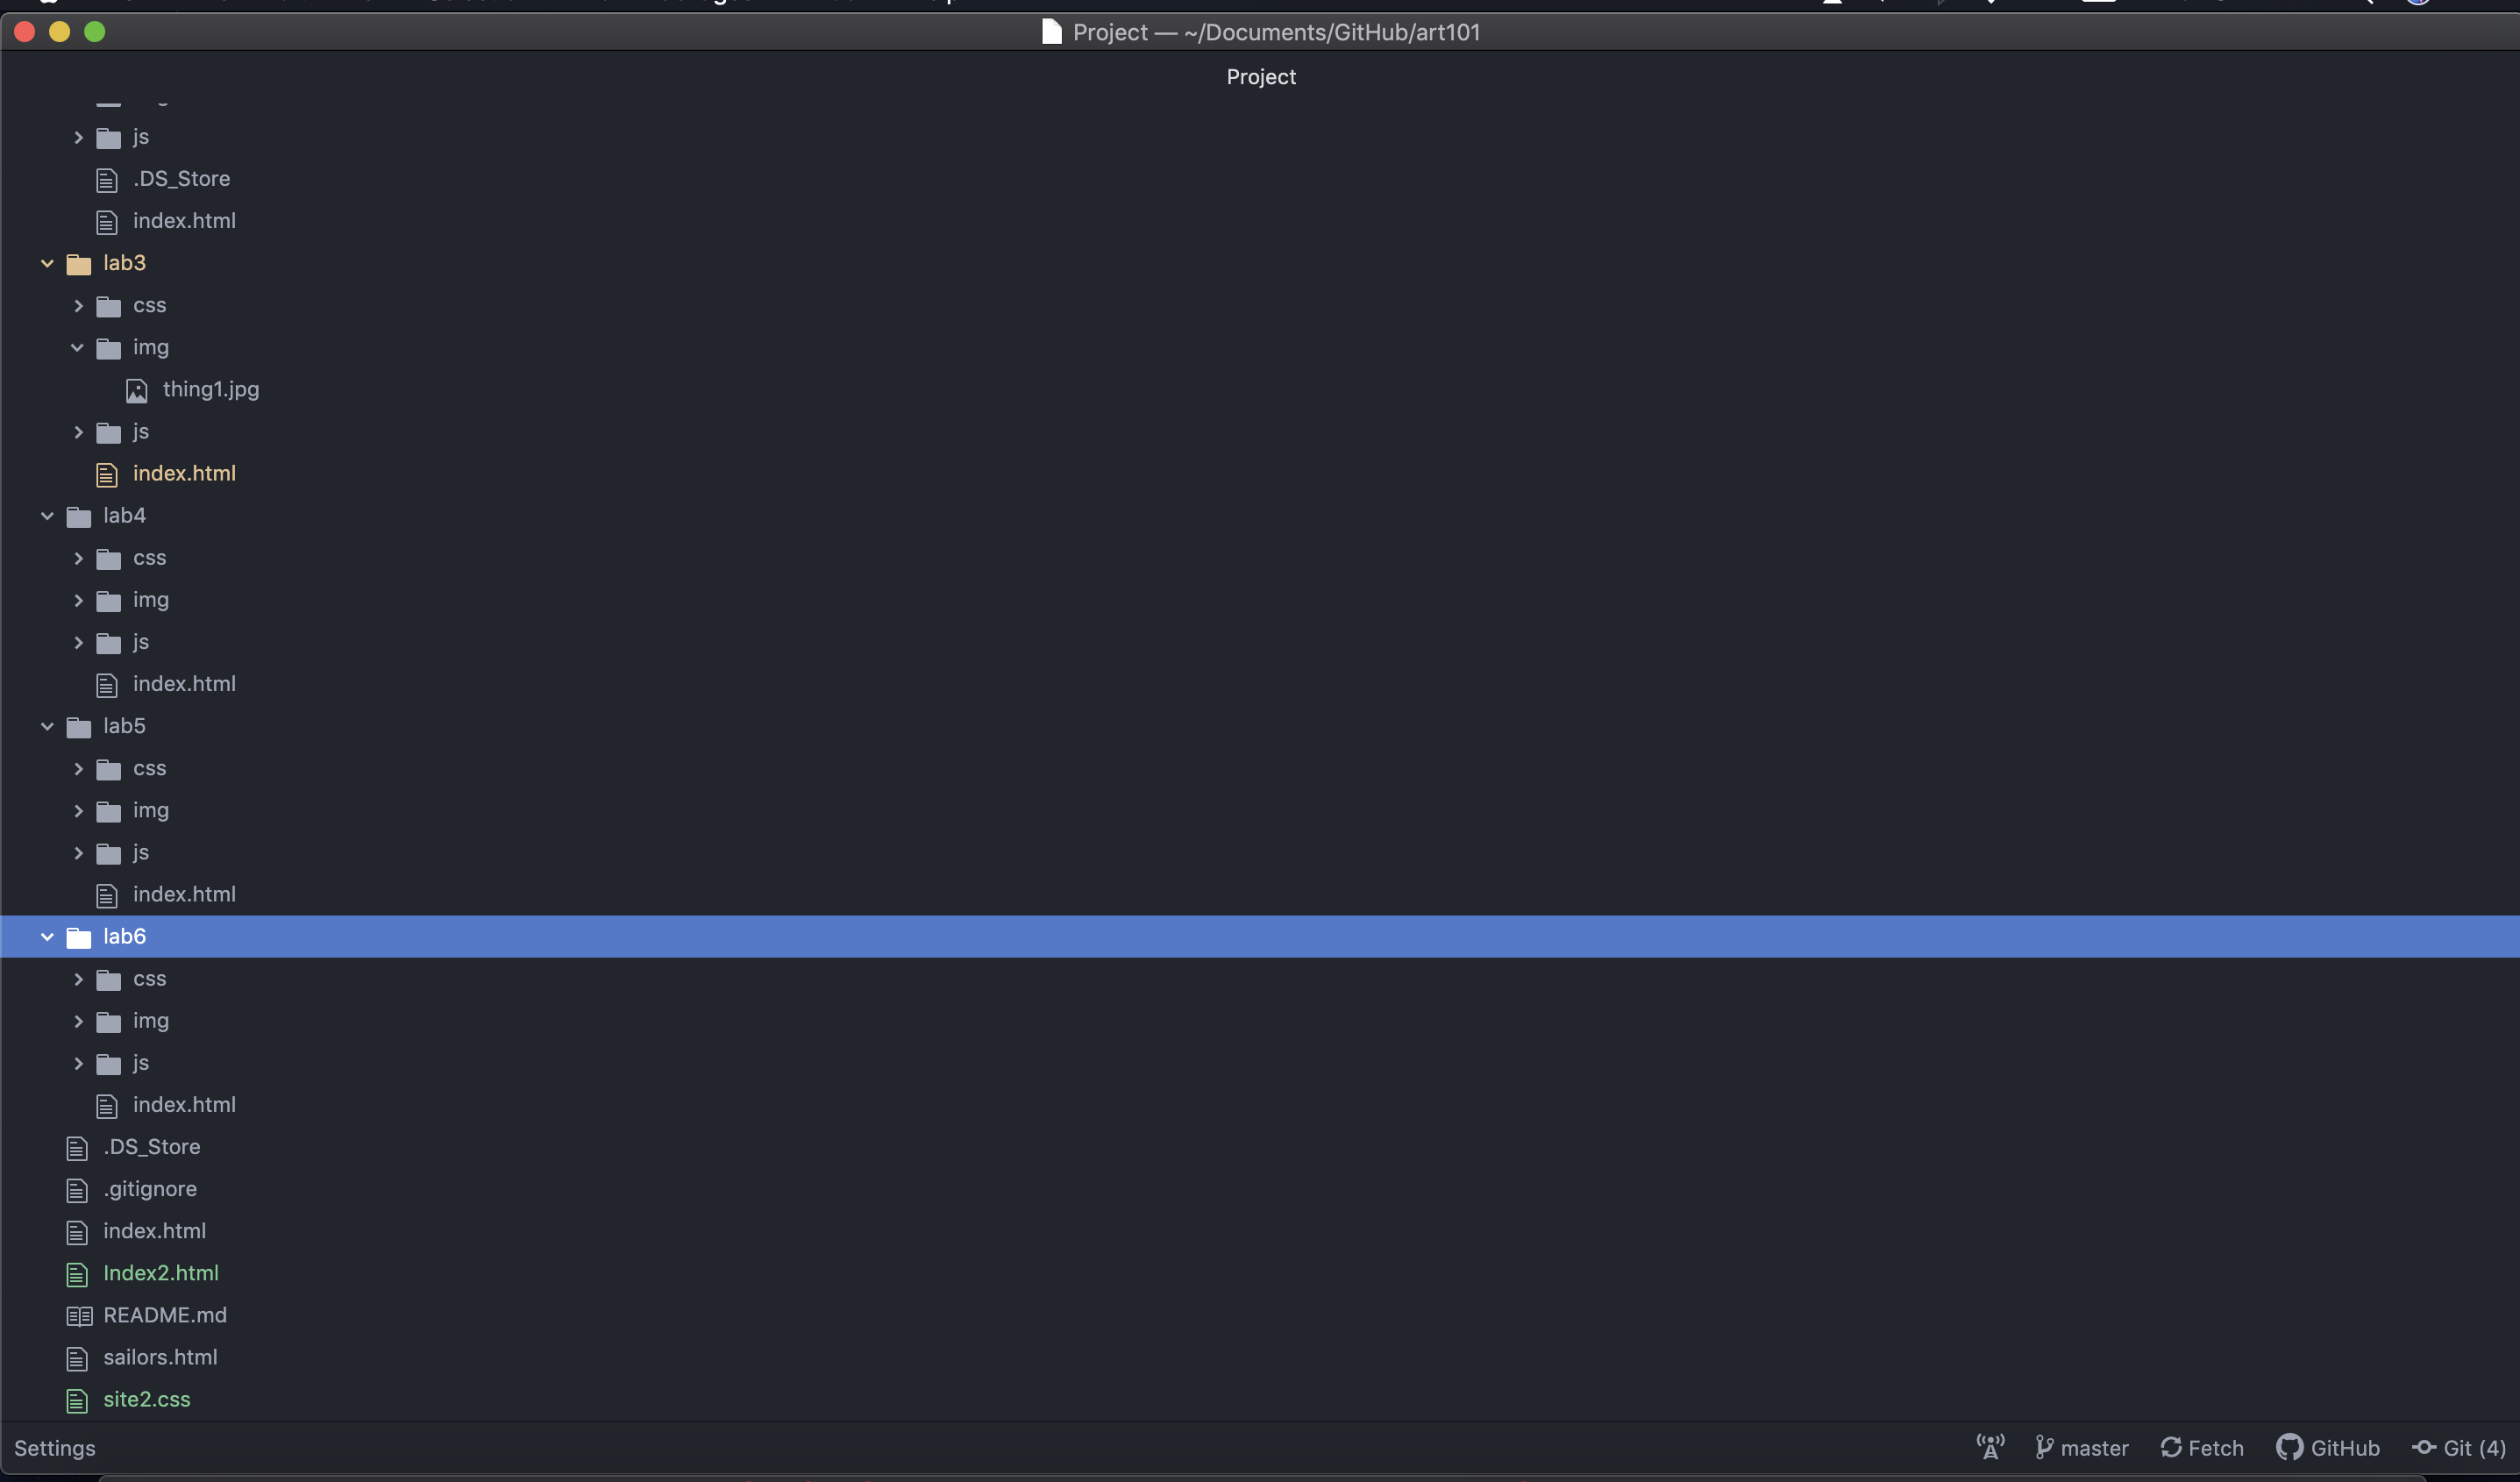 Project — ~/Documents/GitHub/art101
Project
js
.DS_Store
index.html
lab3
css
img
thing1.jpg
js
index.html
lab4
css
img
js
index.html
lab5
css
img
js
index.html
lab6
css
img
js
index.html
.DS_Store
.gitignore
index.html
Index2.html
README.md
sailors.html
site2.css
Settings master Fetch GitHub Git (4)